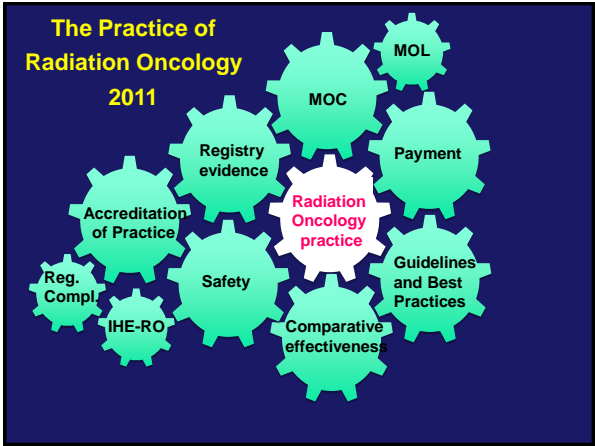 The Practice of
Radiation Oncology
2011
MOL
MOC
Registry
evidence
Payment
Radiation
Oncology
practice
Accreditation
of Practice
Guidelines
and Best
Practices
Safety
Reg.
Compl.
IHE-RO
Comparative
effectiveness